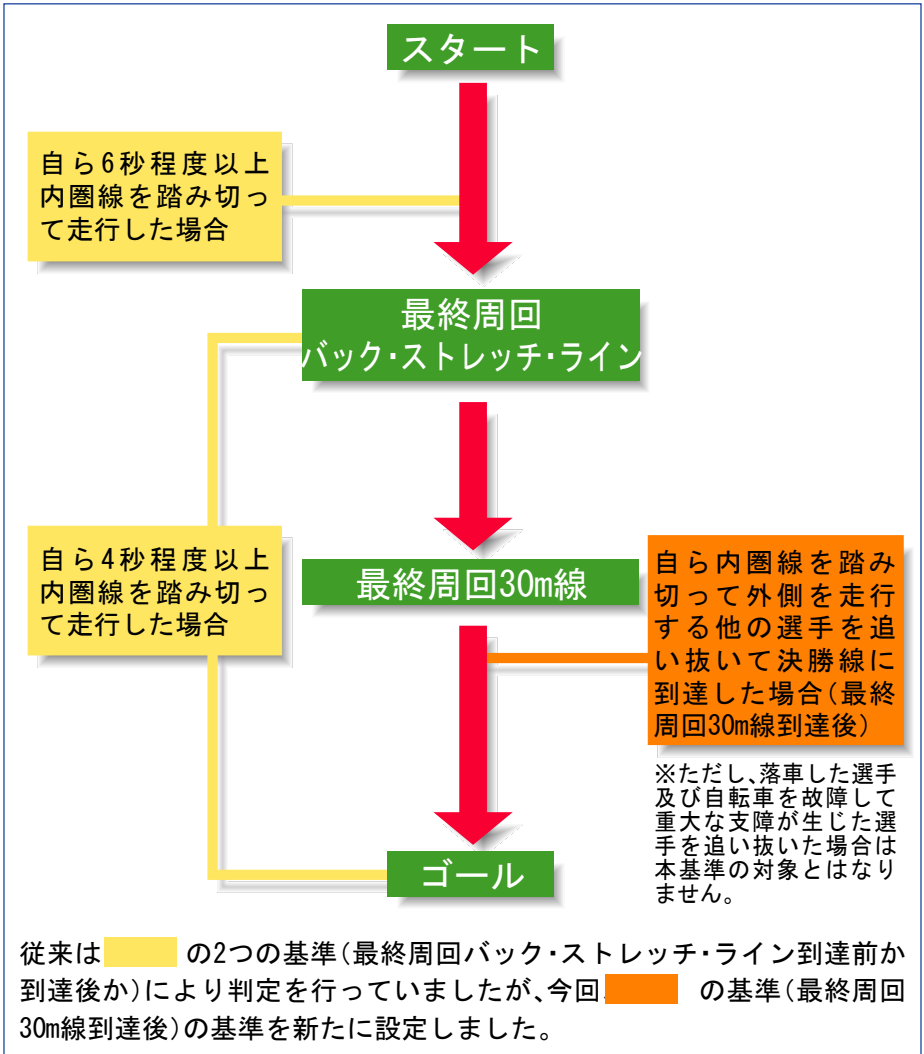 スタート
自ら6秒程度以上
内圏線を踏み切っ
て走行した場合
最終周回
バック・ストレッチ・ライン
自ら4秒程度以上
内圏線を踏み切っ
て走行した場合
最終周回30m線
自ら内圏線を踏み
切って外側を走行
する他の選手を追
い抜いて決勝線に
到達した場合(最終
周回30m線到達後)
※ただし、落車した選手
及び自転車を故障して
重大な支障が生じた選
手を追い抜いた場合は
本基準の対象とはなり
ません。
ゴール
従来は の2つの基準(最終周回バック・ストレッチ・ライン到達前か
到達後か)により判定を行っていましたが、今回 の基準(最終周回
30m線到達後)の基準を新たに設定しました。